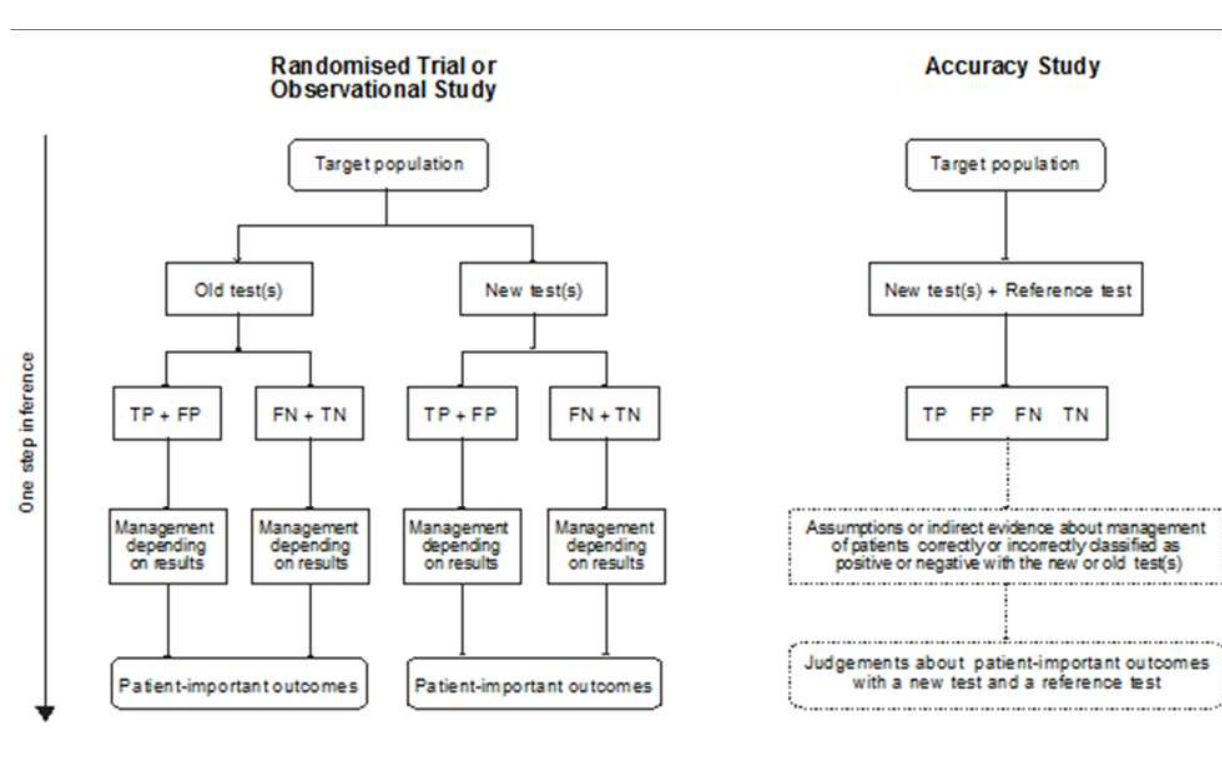 Randomised Trial or
Observational Study
Accuracy Study
Target population
Target population
Old test(s)
New test(s)
New test(s) + Reference test
One step inference
TP + FP
FN + TN
TP + FP
FN + TN
TP FP FN TN
Management
depending
on results
Management
depending
on results
Management
depending
on results
Management
depending
on results
Assumptions or indirect evidence about management
of patients correctly or incorrectly classified as
positive or negative with the new or old test(s)
Patient-important outcomes
Patient-important outcomes
Judgements about patient-important outcomes
with a new test and a reference test